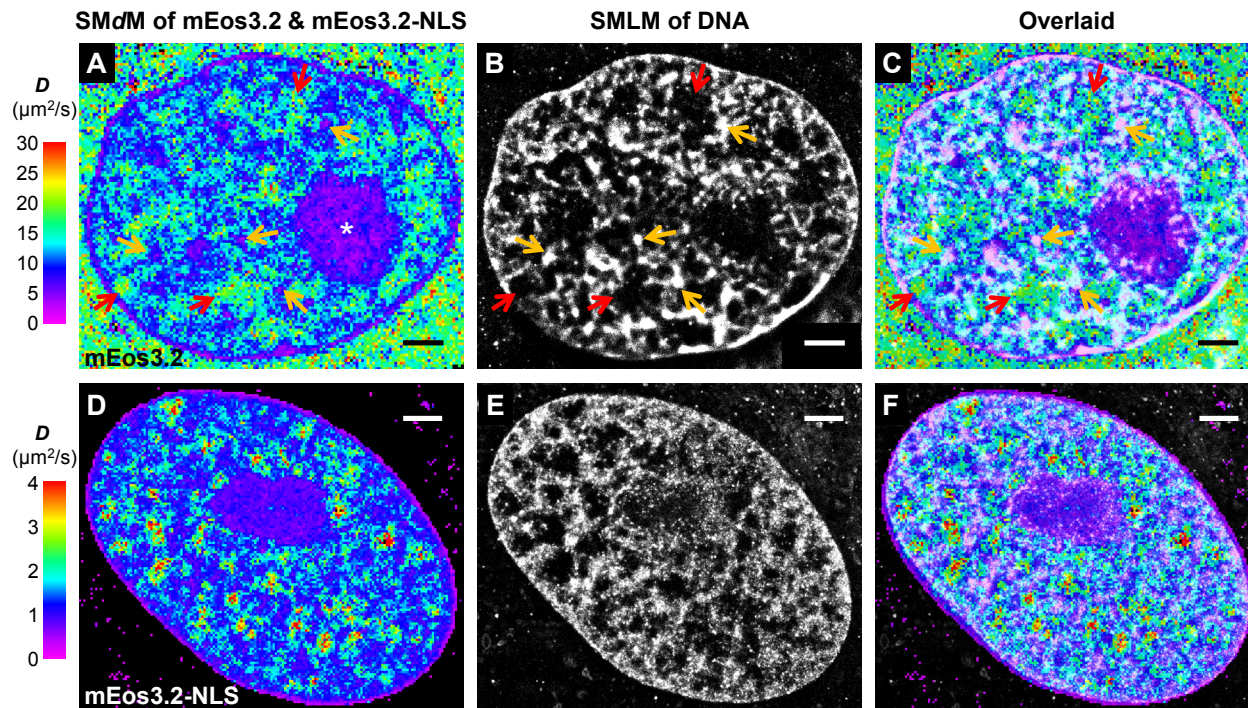 SMdM of mEos3.2 & mEos3.2-NLS
SMLM of DNA
Overlaid
A
B
C
D
(μm²/s)
30
25
20
15
10
5
0
*
mEos3.2
D
E
F
D
(μm²/s)
4
3
2
1
0
mEos3.2-NLS